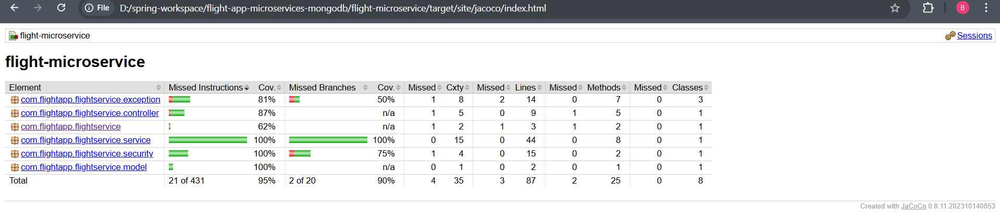 File D:/spring-workspace/flight-app-microservices-mongodb/flight-microservice/target/site/jacoco/index.html B
flight-microservice Sessions
flight-microservice
Element Missed Instructions Cov. Missed Branches Cov. Missed Cxty Missed Lines Missed Methods Missed Classes
com.flightapp.flightservice.exception 81% 50% 1 8 2 14 0 7 0 3
com.flightapp.flightservice.controller 87% n/a 1 5 0 9 1 5 0 1
com.flightapp.flightservice 62% n/a 1 2 1 3 1 2 0 1
com.flightapp.flightservice.service 100% 100% 0 15 0 44 0 8 0 1
com.flightapp.flightservice.security 100% 75% 1 4 0 15 0 2 0 1
com.flightapp.flightservice.model 100% n/a 0 1 0 2 0 1 0 1
Total 21 of 431 95% 2 of 20 90% 4 35 3 87 2 25 0 8
Created with JaCoCo 0.8.11.202310140853